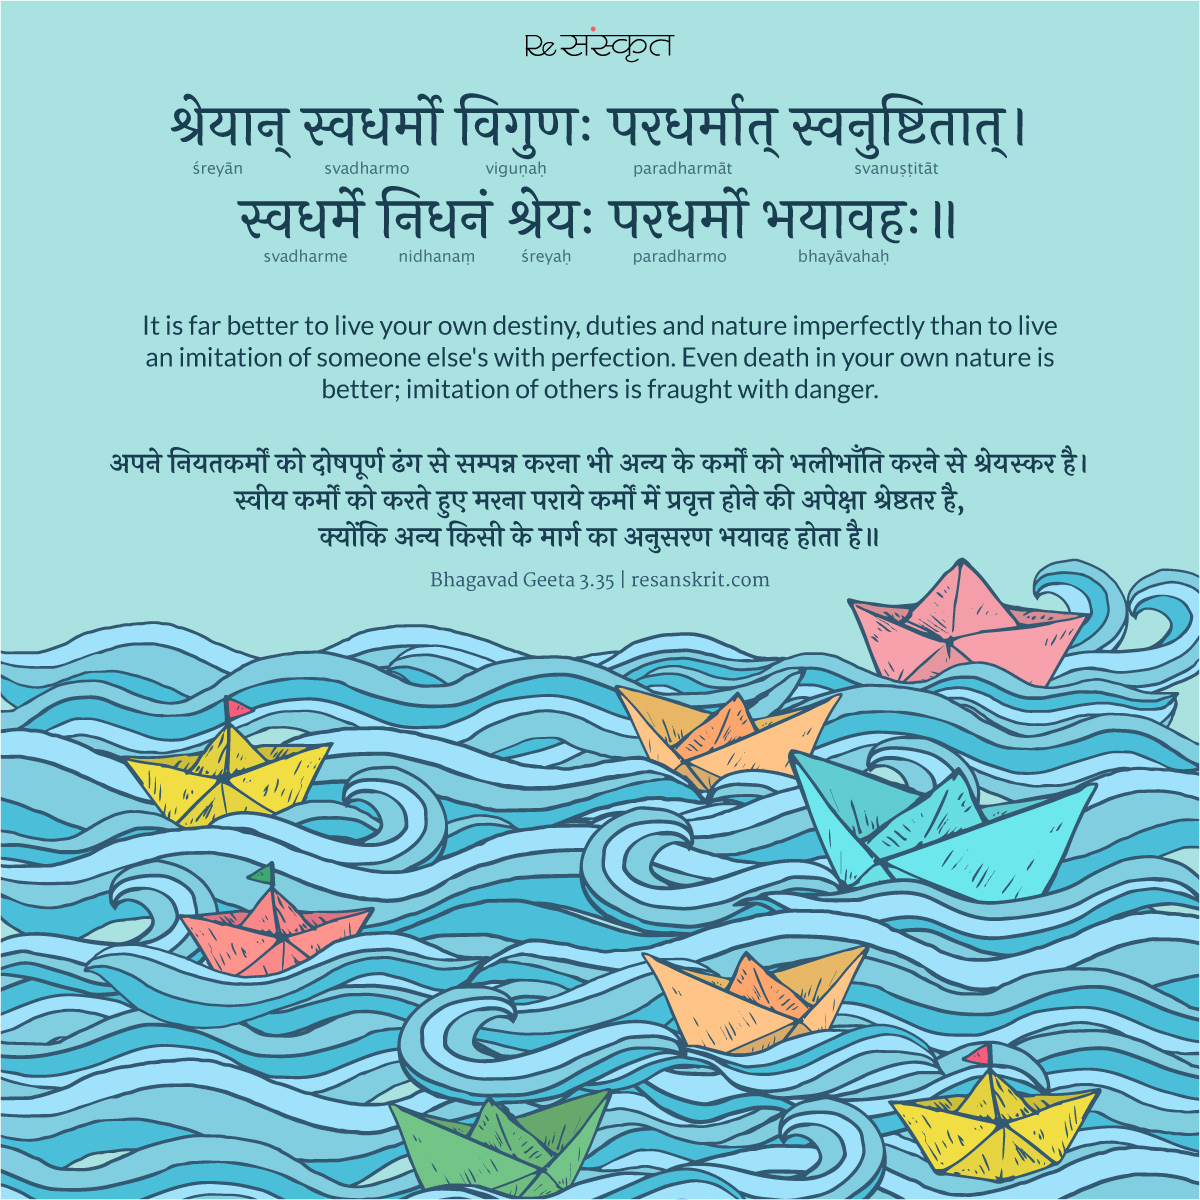 Re संस्कृत
श्रेयान् स्वधर्मो विगुणः परधर्मात् स्वनुष्टितात्।
śreyān svadharmo viguṇaḥ paradharmāt svanuṣṭitāt
स्वधर्मे निधनं श्रेयः परधर्मो भयावहः॥
svadharme nidhanaṃ śreyaḥ paradharmo bhayāvahaḥ
It is far better to live your own destiny, duties and nature imperfectly than to live
an imitation of someone else's with perfection. Even death in your own nature is
better; imitation of others is fraught with danger.
अपने नियतकर्मों को दोषपूर्ण ढंग से सम्पन्न करना भी अन्य के कर्मों को भलीभाँति करने से श्रेयस्कर है।
स्वीय कर्मों को करते हुए मरना पराये कर्मों में प्रवृत्त होने की अपेक्षा श्रेष्ठतर है,
क्योंकि अन्य किसी के मार्ग का अनुसरण भयावह होता है॥
Bhagavad Geeta 3.35 | resanskrit.com